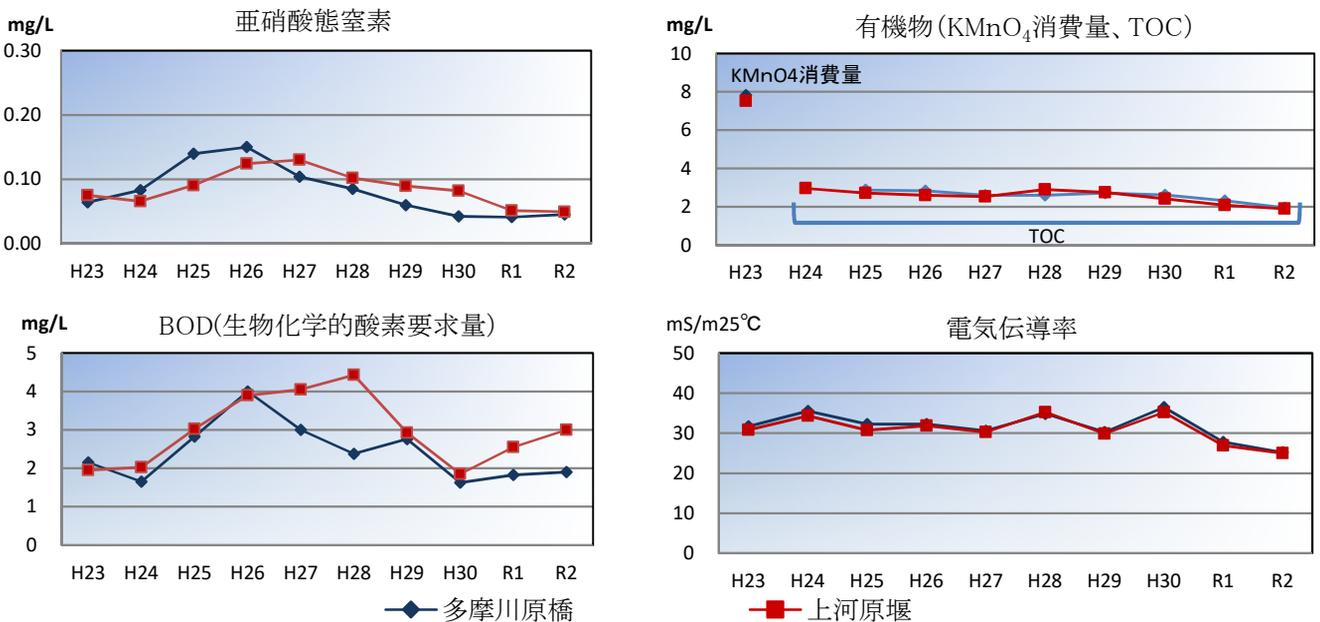 mg/L
亜硝酸態窒素
0.30
0.20
0.10
0.00
H23 H24 H25 H26 H27 H28 H29 H30 R1 R2
mg/L
有機物(KMnO₄消費量、TOC)
10
KMnO4消費量
8
6
4
2
TOC
0
H23 H24 H25 H26 H27 H28 H29 H30 R1 R2
mg/L
BOD(生物化学的酸素要求量)
5
4
3
2
1
0
H23 H24 H25 H26 H27 H28 H29 H30 R1 R2
mS/m25℃
電気伝導率
50
40
30
20
10
0
H23 H24 H25 H26 H27 H28 H29 H30 R1 R2
多摩川原橋
上河原堰